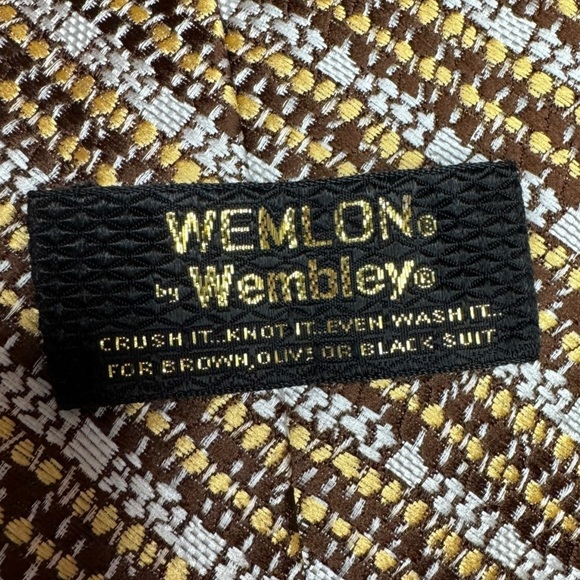 WEMLON®
by Wembley®
CRUSH IT...KNOT IT...EVEN WASH IT...
FOR BROWN, OLIVE OR BLACK SUIT